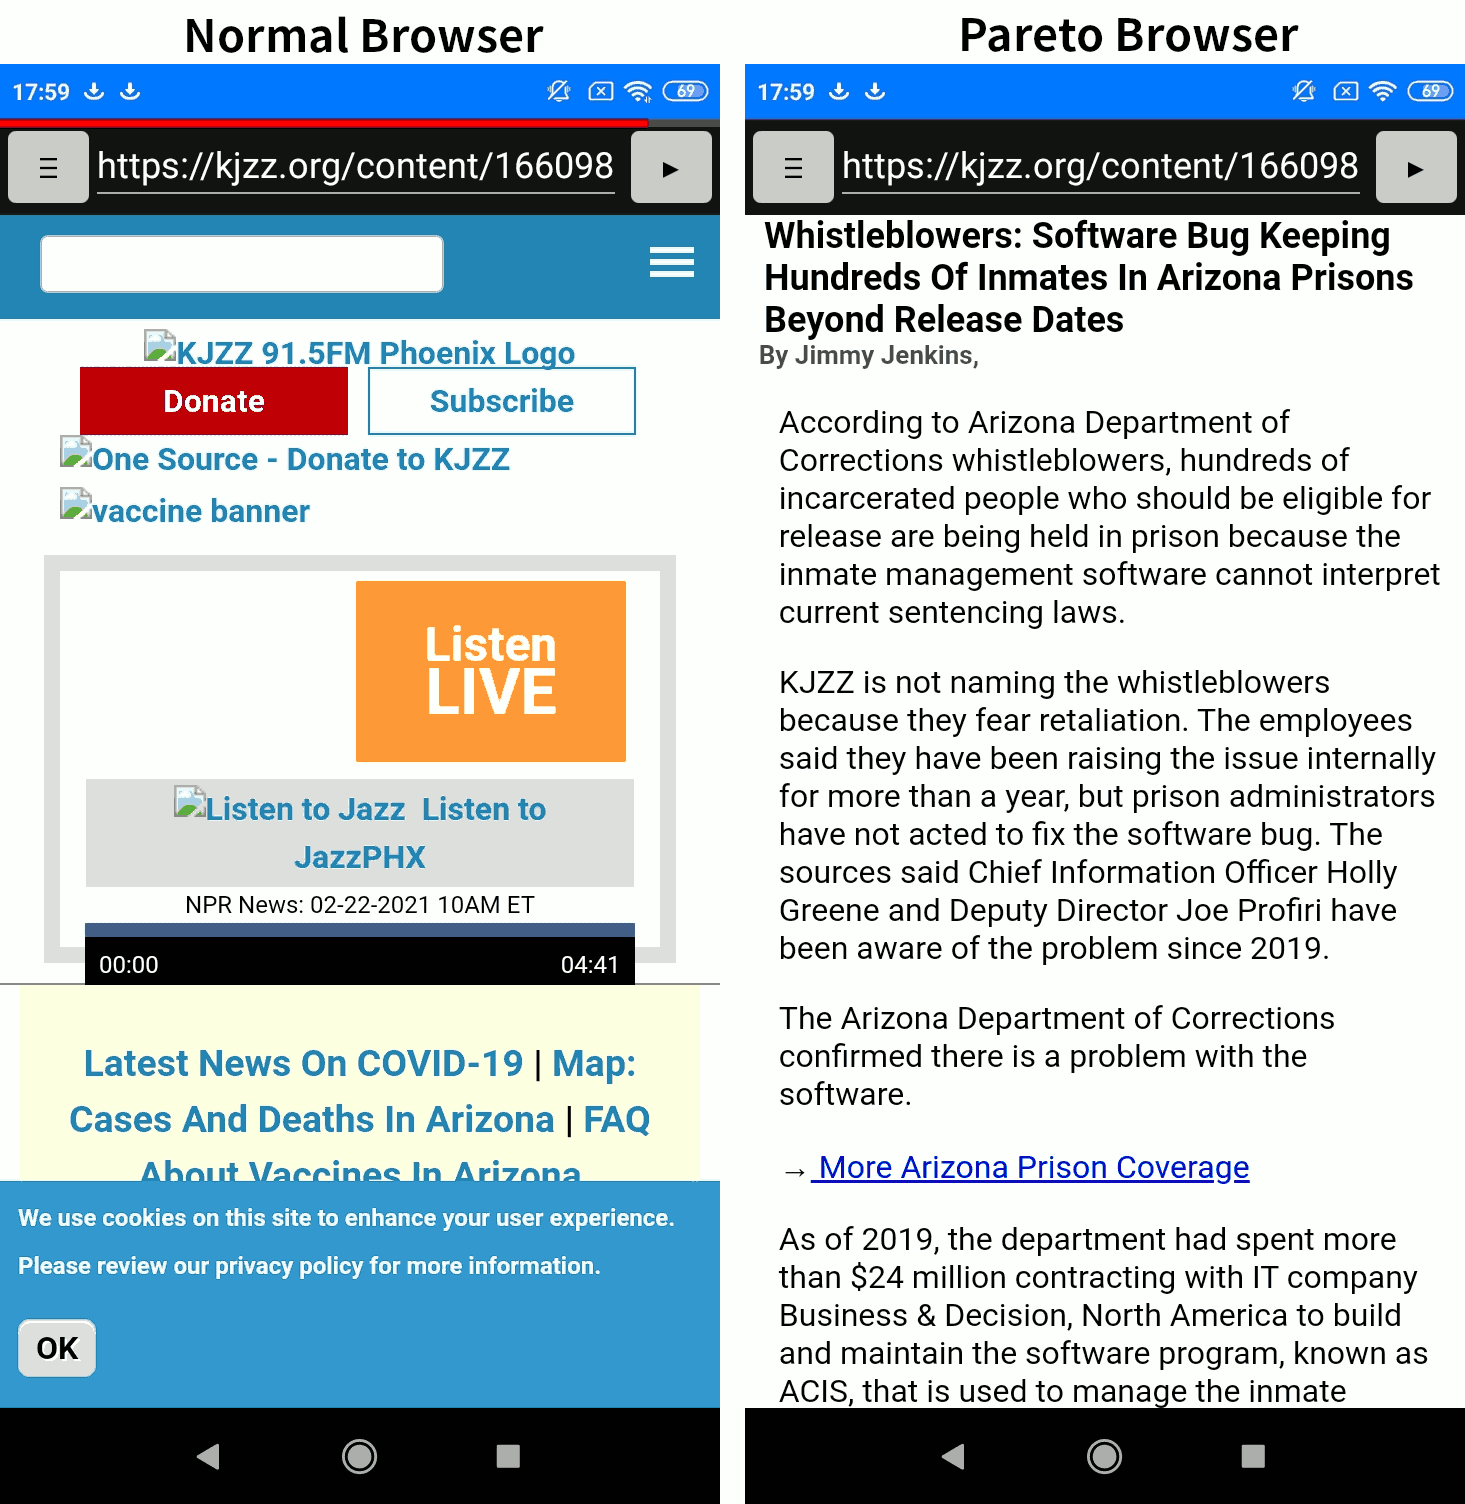 Normal Browser
17:59
69
https://kjzz.org/content/166098
KJZZ 91.5FM Phoenix Logo
Donate
Subscribe
One Source - Donate to KJZZ
vaccine banner
Listen
LIVE
Listen to Jazz Listen to
JazzPHX
NPR News: 02-22-2021 10AM ET
00:00
04:41
Latest News On COVID-19 | Map:
Cases And Deaths In Arizona | FAQ
About Vaccines In Arizona
We use cookies on this site to enhance your user experience.
Please review our privacy policy for more information.
OK
Pareto Browser
17:59
69
https://kjzz.org/content/166098
Whistleblowers: Software Bug Keeping
Hundreds Of Inmates In Arizona Prisons
Beyond Release Dates
By Jimmy Jenkins,
According to Arizona Department of
Corrections whistleblowers, hundreds of
incarcerated people who should be eligible for
release are being held in prison because the
inmate management software cannot interpret
current sentencing laws.
KJZZ is not naming the whistleblowers
because they fear retaliation. The employees
said they have been raising the issue internally
for more than a year, but prison administrators
have not acted to fix the software bug. The
sources said Chief Information Officer Holly
Greene and Deputy Director Joe Profiri have
been aware of the problem since 2019.
The Arizona Department of Corrections
confirmed there is a problem with the
software.
→ More Arizona Prison Coverage
As of 2019, the department had spent more
than $24 million contracting with IT company
Business & Decision, North America to build
and maintain the software program, known as
ACIS, that is used to manage the inmate